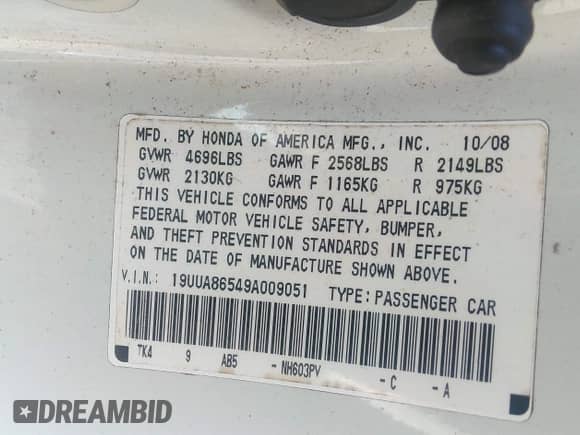 MFD. BY HONDA OF AMERICA MFG., INC. 10/08
GVWR 4696LBS GAWR F 2568LBS R 2149LBS
GVWR 2130KG GAWR F 1165KG R 975KG
THIS VEHICLE CONFORMS TO ALL APPLICABLE
FEDERAL MOTOR VEHICLE SAFETY, BUMPER,
AND THEFT PREVENTION STANDARDS IN EFFECT
ON THE DATE OF MANUFACTURE SHOWN ABOVE.
V.I.N.: 19UUA86549A009051 TYPE:PASSENGER CAR
TK4 9 AB5 - NH603PV - C - A
DREAMBID